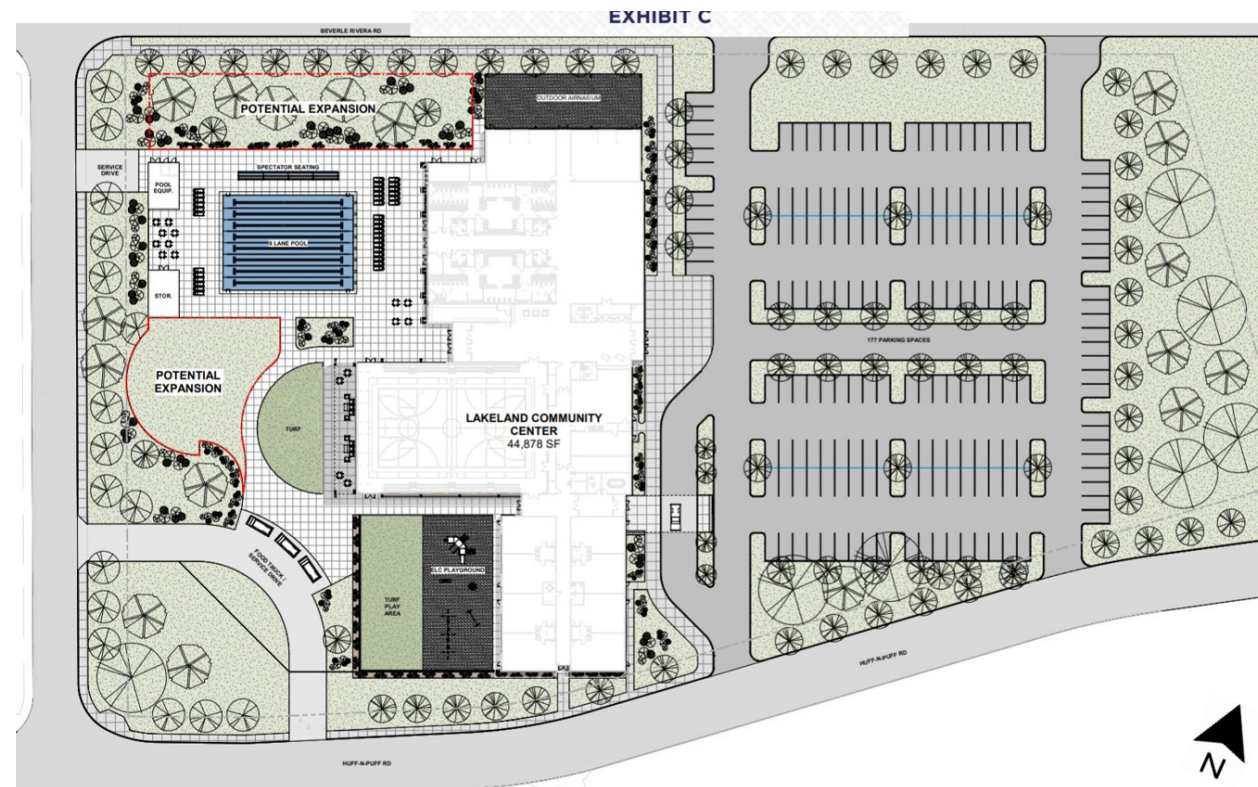 EXHIBIT C
BEVERLE RIVERA RD
OUTDOOR AIRNASIUM
POTENTIAL EXPANSION
SERVICE
DRIVE
SPECTATOR SEATING
POOL
EQUIP.
8 LANE POOL
STOR.
177 PARKING SPACES
POTENTIAL
EXPANSION
TURF
LAKELAND COMMUNITY
CENTER
44,878 SF
FOOD TRUCK /
SERVICE DRIVE
ELC PLAYGROUND
TURF
PLAY
AREA
HUFF-N-PUFF RD
HUFF-N-PUFF RD
N